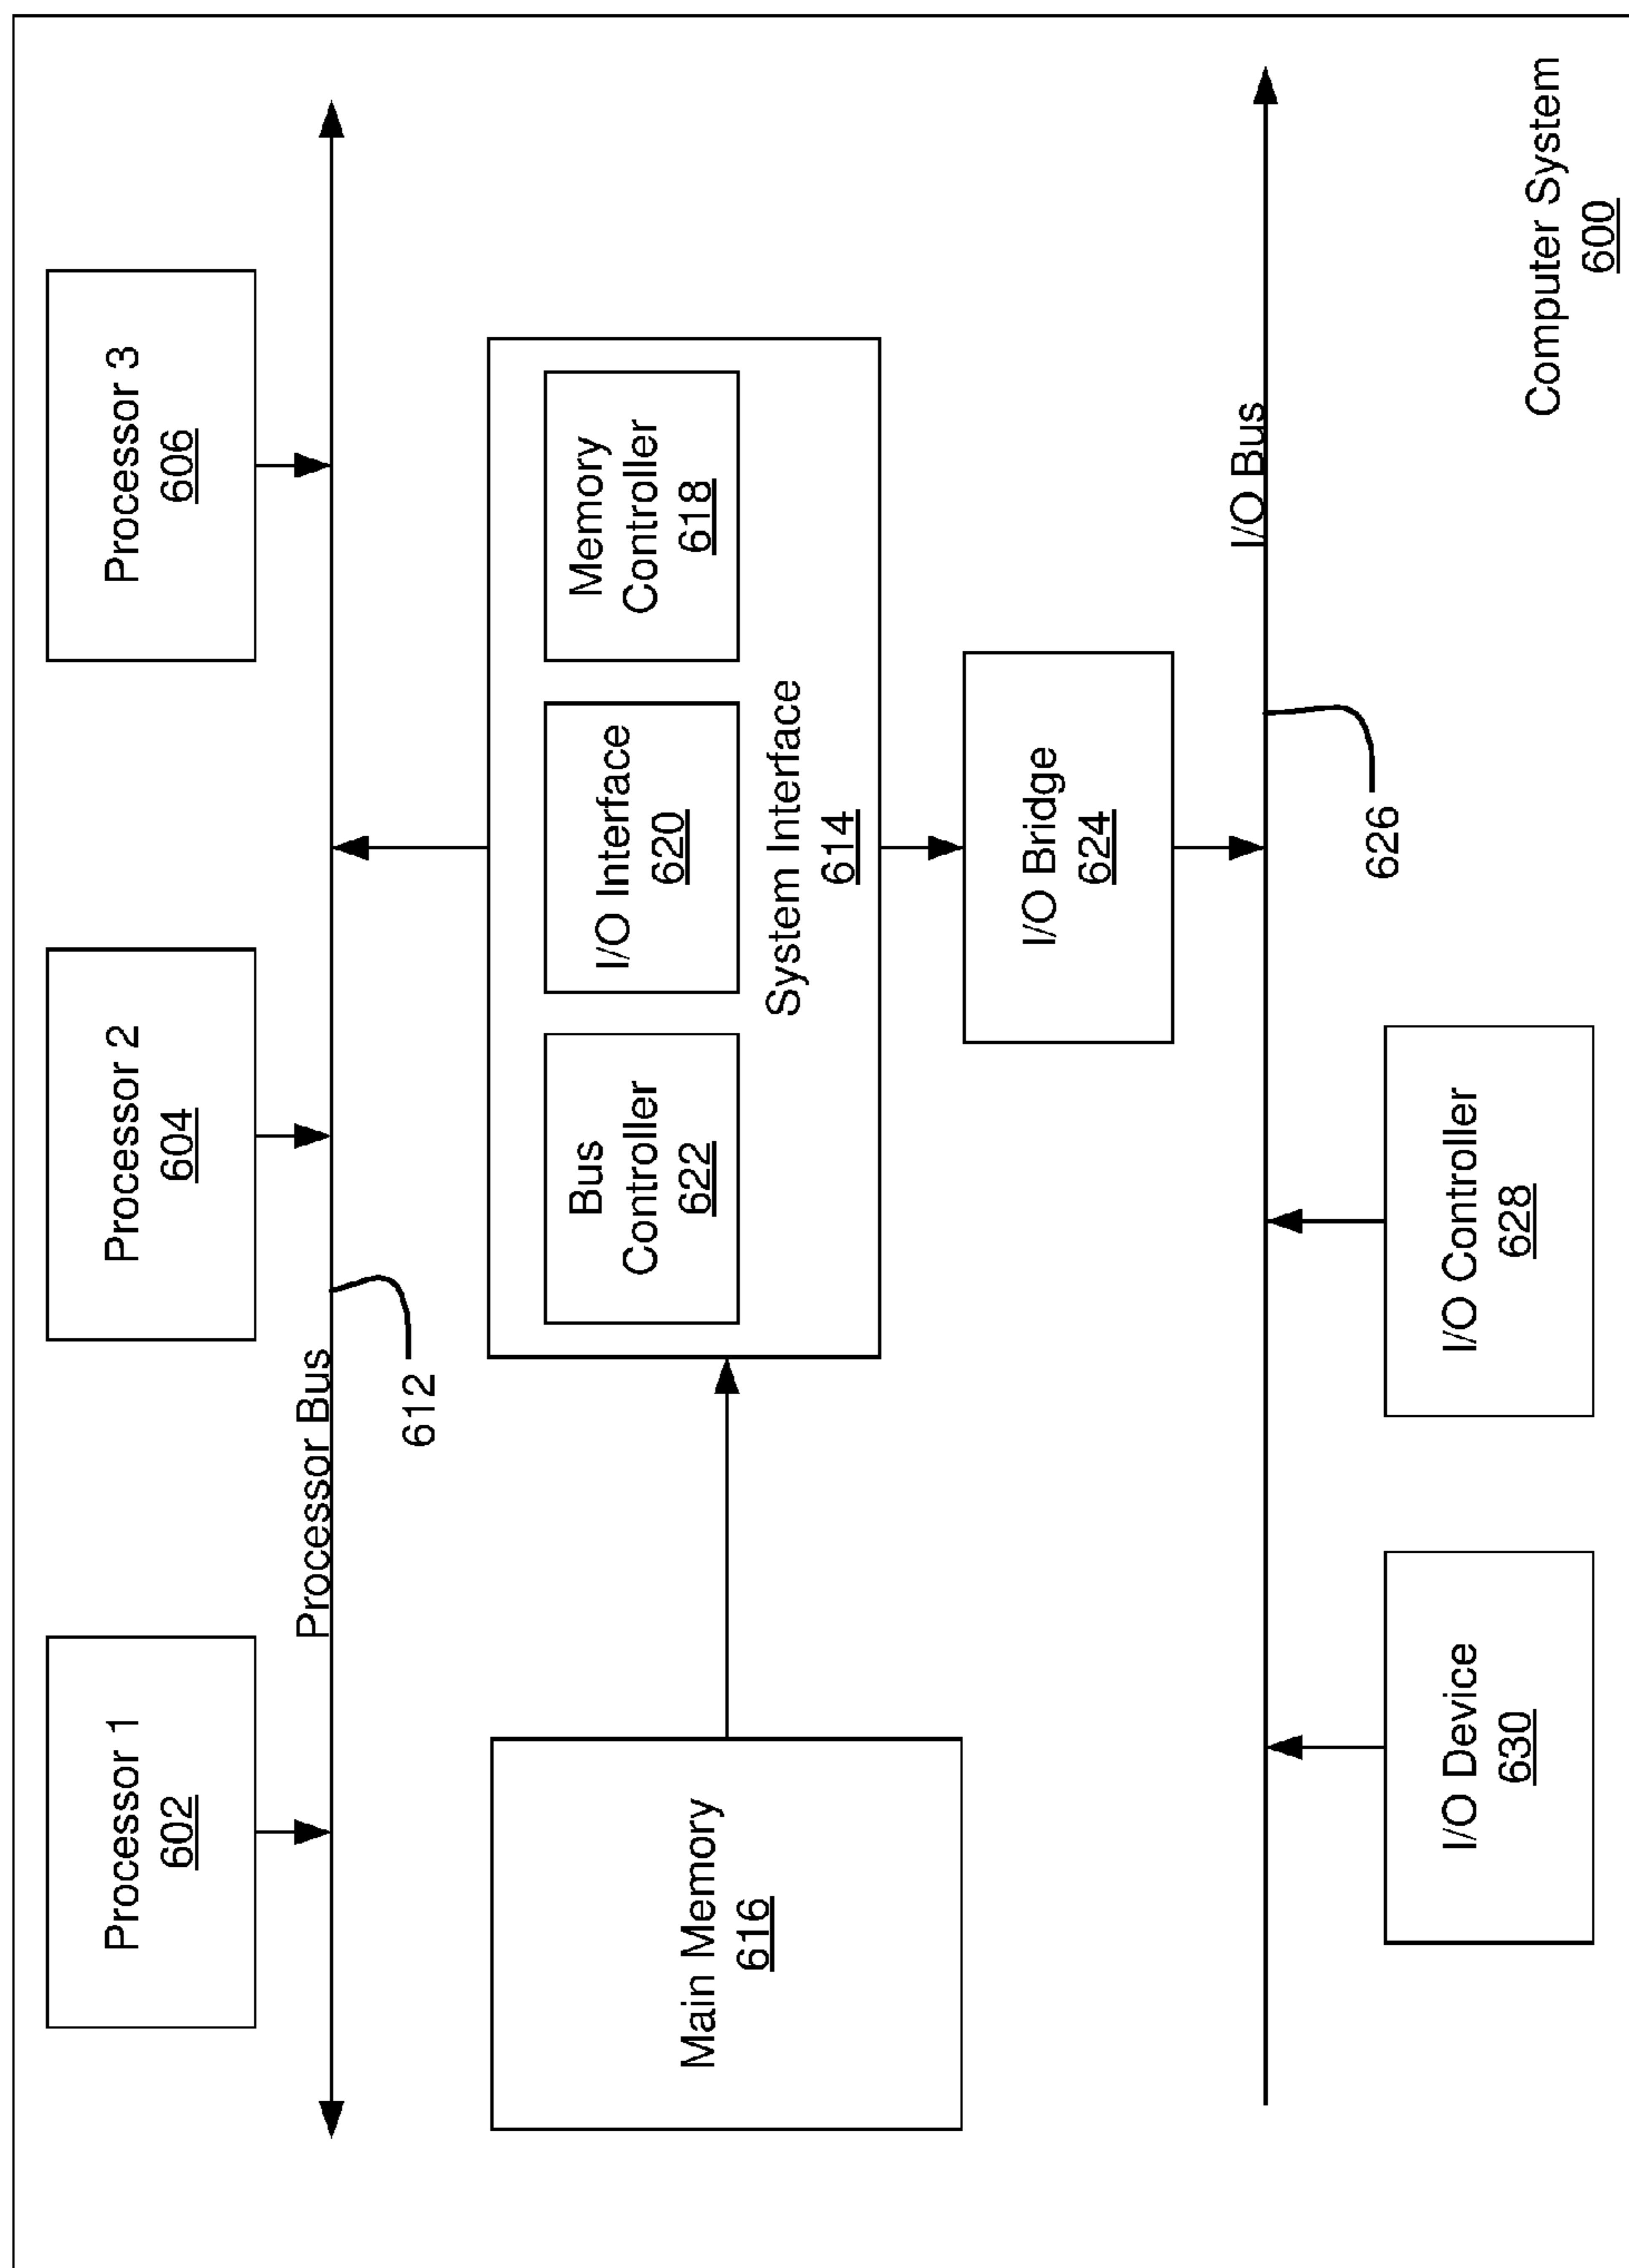 Processor 1
602
Processor 2
604
Processor 3
606
Processor Bus
612
Main Memory
616
Bus
Controller
622
I/O Interface
620
Memory
Controller
618
System Interface
614
I/O Bridge
624
I/O Bus
626
I/O Device
630
I/O Controller
628
Computer System
600